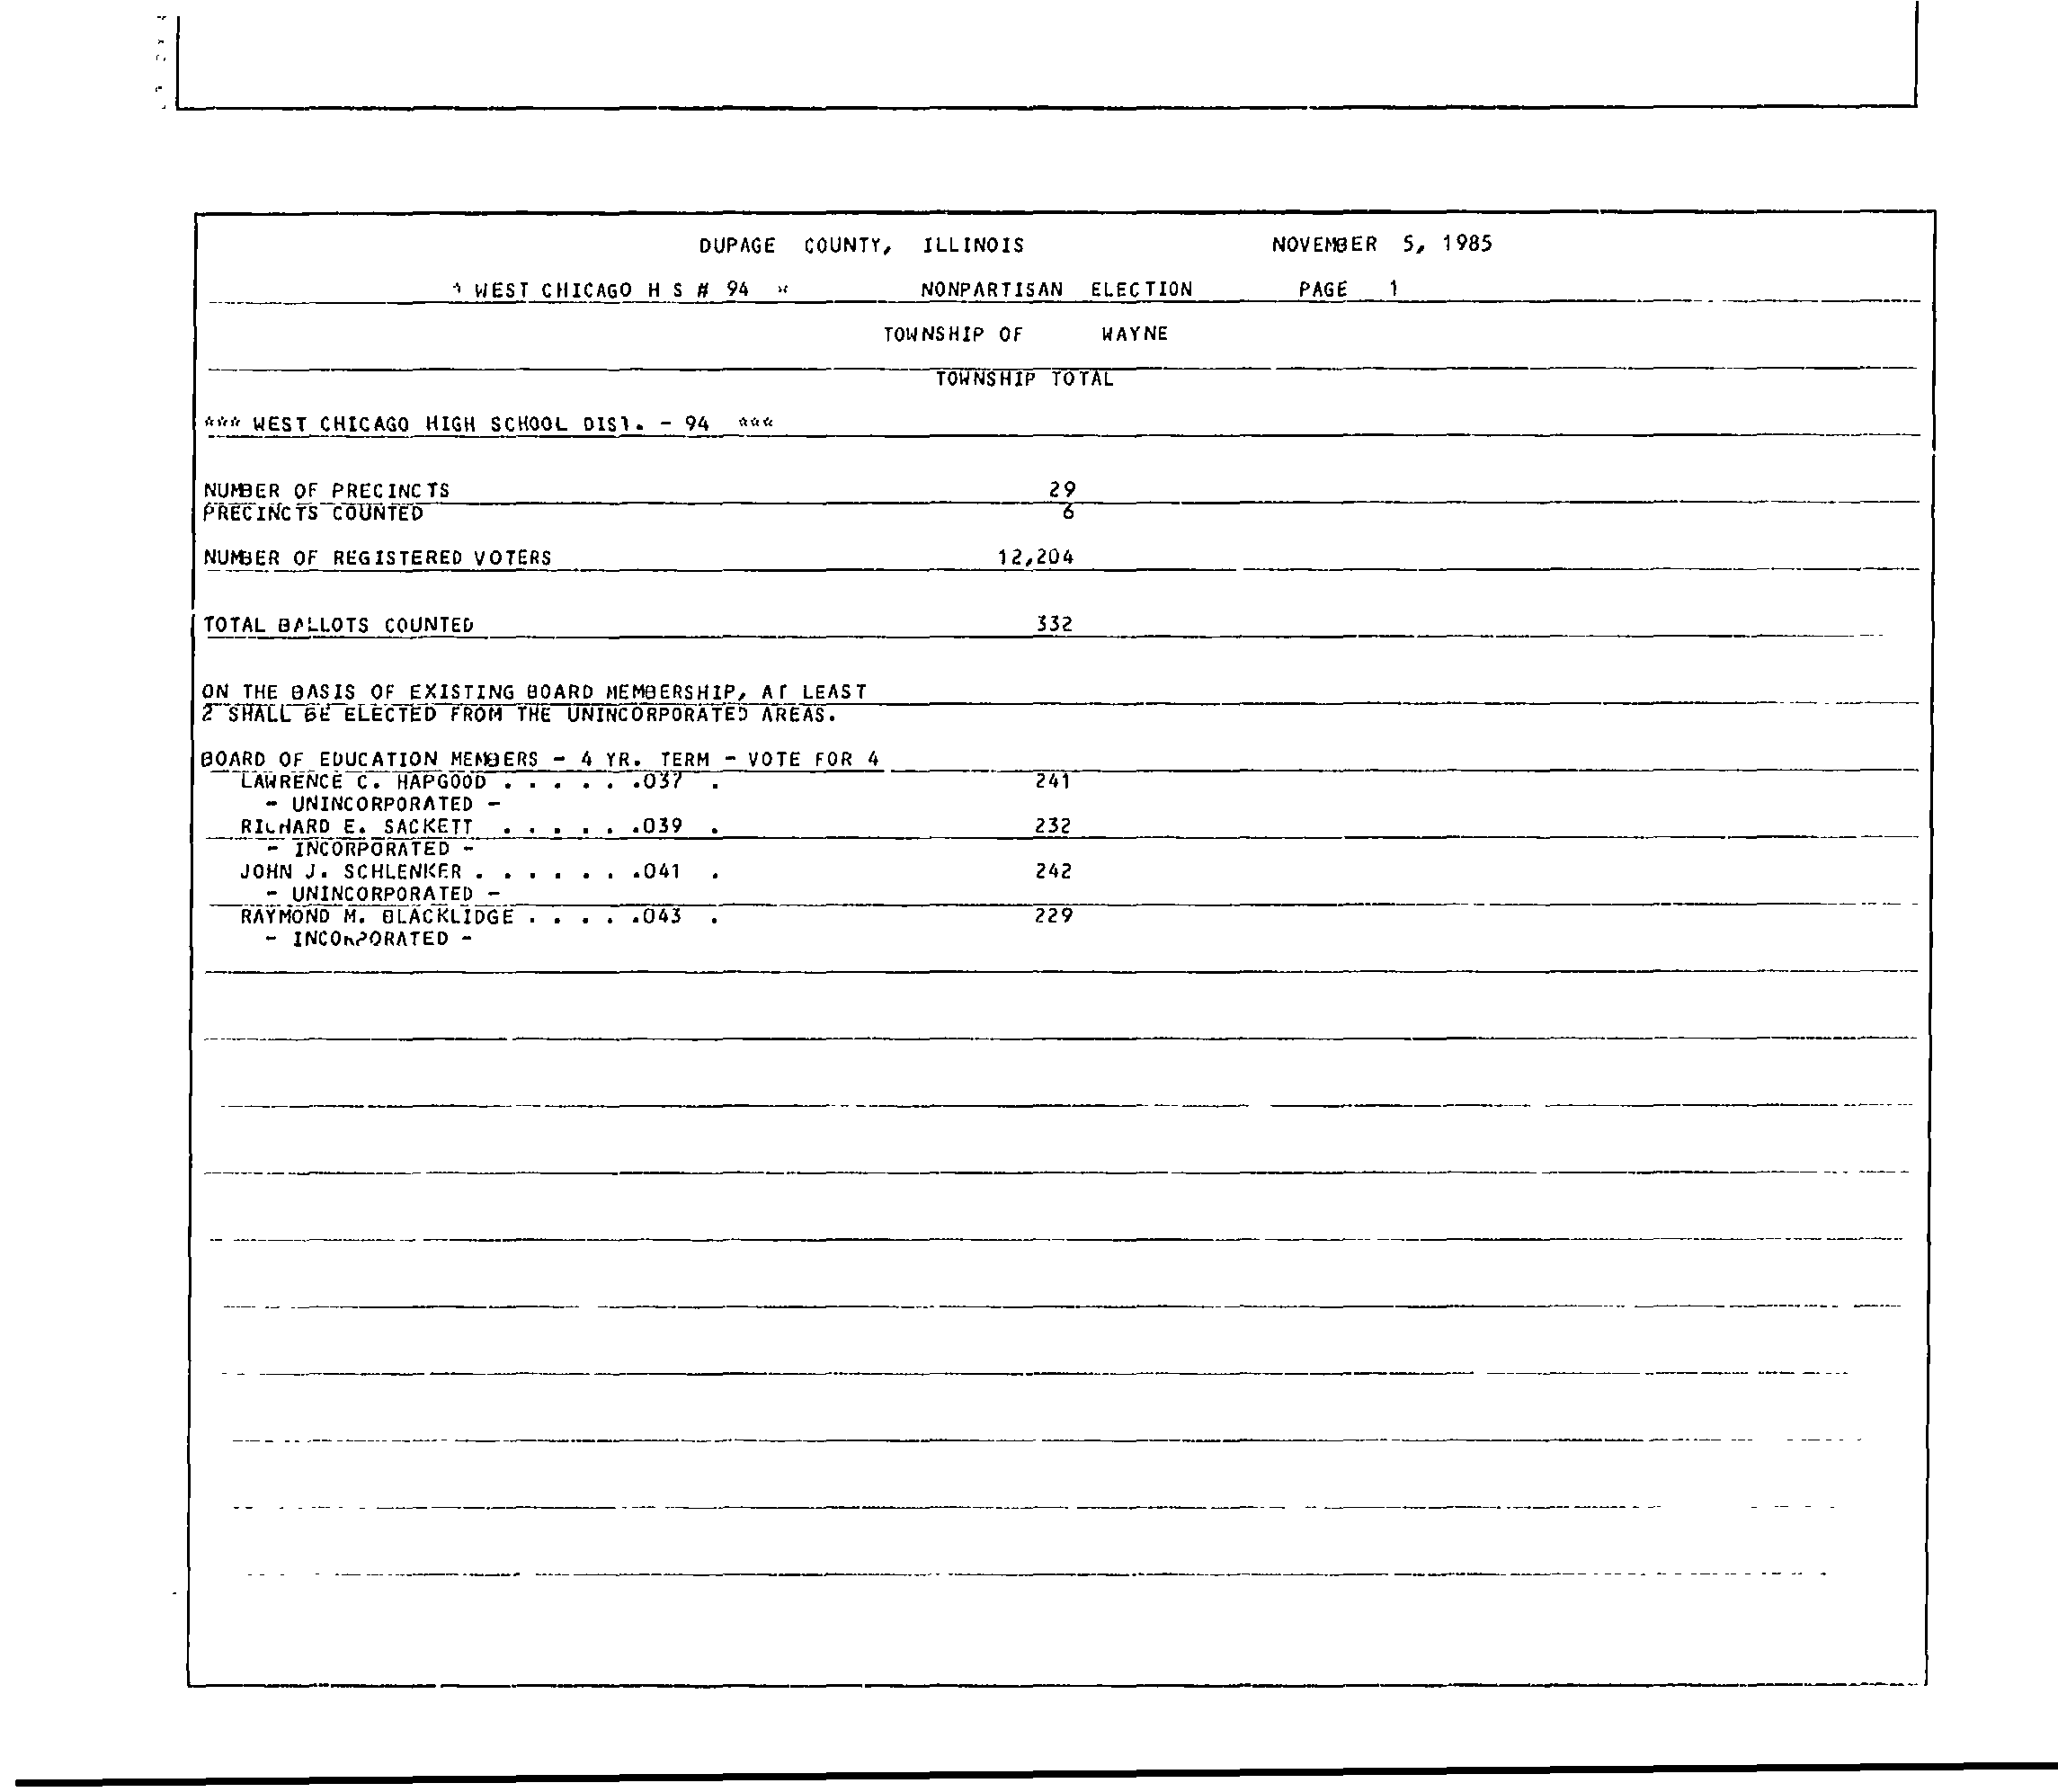 DUPAGE COUNTY, ILLINOIS NOVEMBER 5, 1985
* WEST CHICAGO H S # 94 * NONPARTISAN ELECTION PAGE 1
TOWNSHIP OF WAYNE
TOWNSHIP TOTAL
*** WEST CHICAGO HIGH SCHOOL DIST. - 94 ***
NUMBER OF PRECINCTS 29
PRECINCTS COUNTED 6
NUMBER OF REGISTERED VOTERS 12,204
TOTAL BALLOTS COUNTED 332
ON THE BASIS OF EXISTING BOARD MEMBERSHIP, AT LEAST
2 SHALL BE ELECTED FROM THE UNINCORPORATED AREAS.
BOARD OF EDUCATION MEMBERS - 4 YR. TERM - VOTE FOR 4
LAWRENCE C. HAPGOOD . . . . . .037 . 241
- UNINCORPORATED -
RICHARD E. SACKETT . . . . . .039 . 232
- INCORPORATED -
JOHN J. SCHLENKER . . . . . . .041 . 242
- UNINCORPORATED -
RAYMOND M. BLACKLIDGE . . . . .043 . 229
- INCORPORATED -